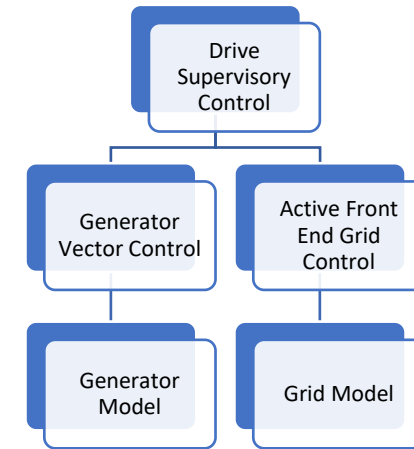 Drive
Supervisory
Control
Generator
Vector Control
Active Front
End Grid
Control
Generator
Model
Grid Model